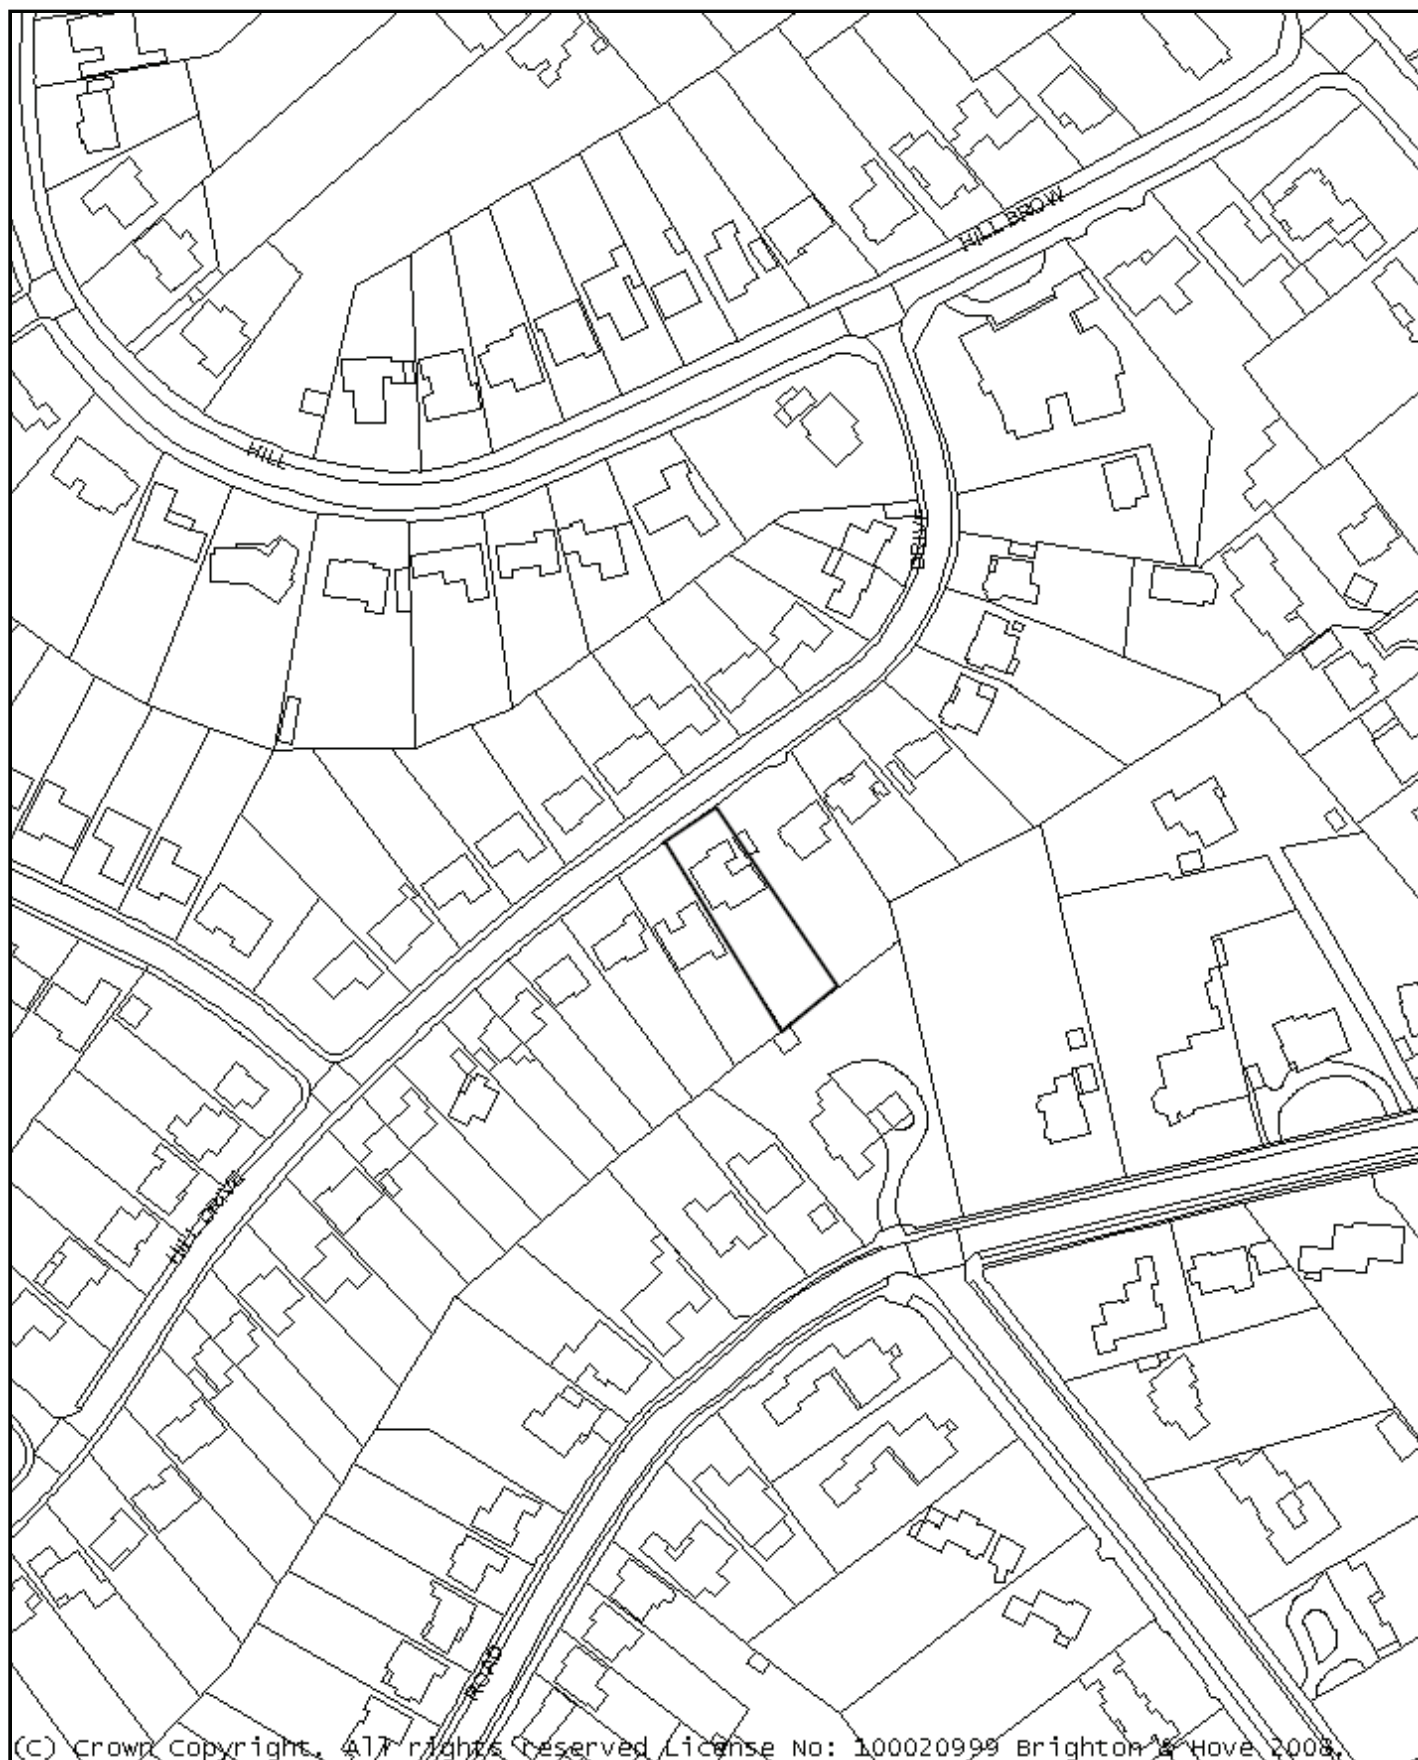 HILL BROW
HILL
DRIVE
HILL DRIVE
ROAD
(C) Crown Copyright. All rights reserved License No: 100020999 Brighton & Hove 2008.